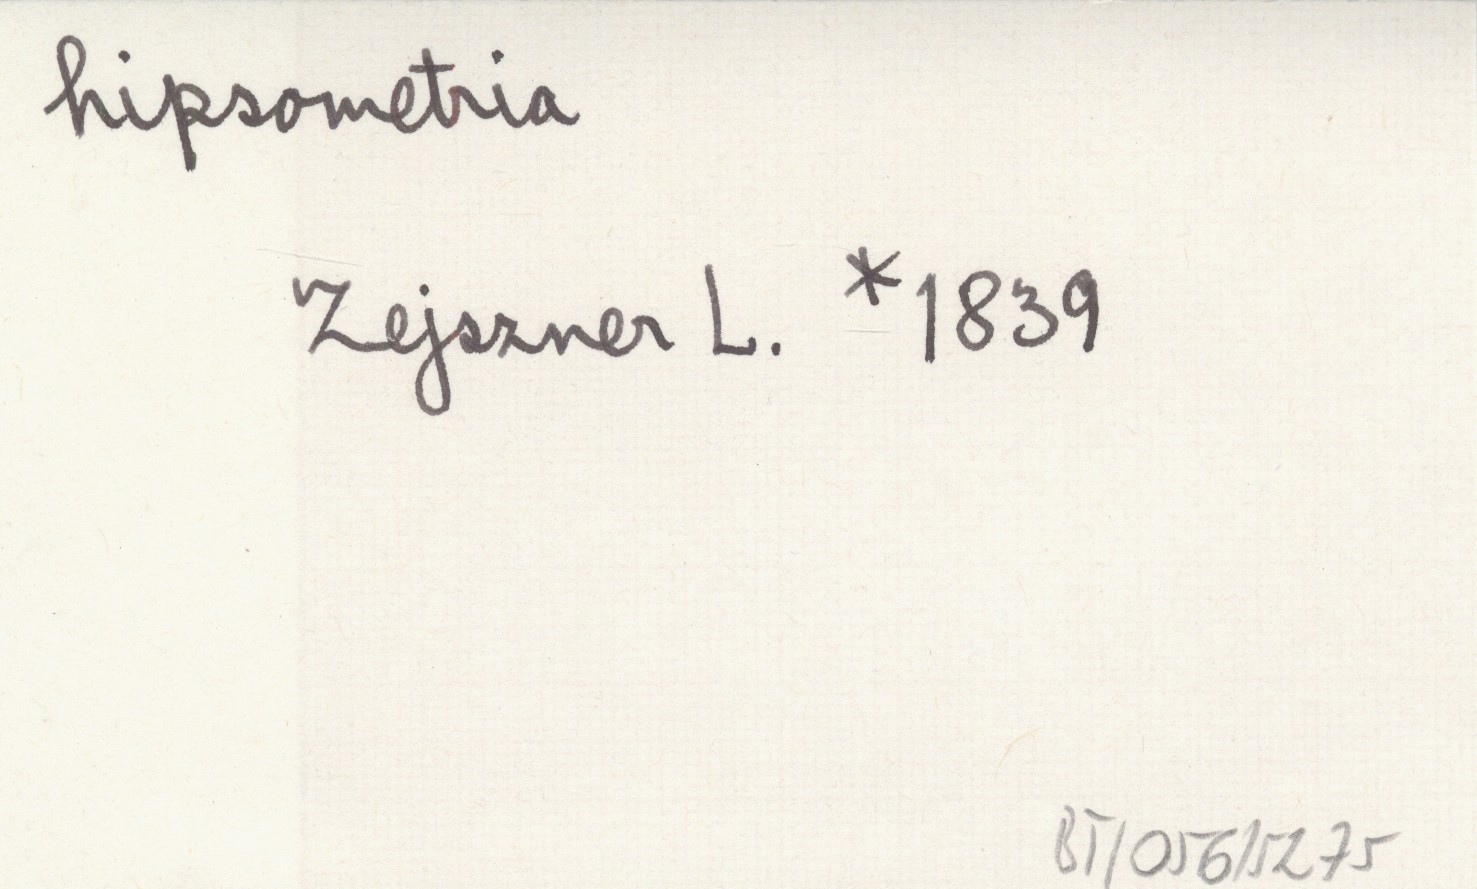 hipsometria
Zejszner L. *1839
BT/056/5275